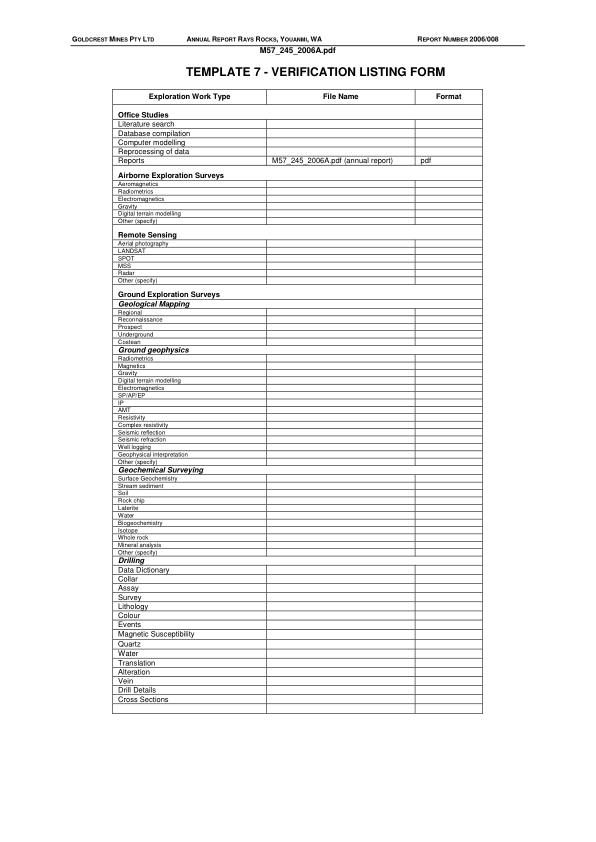 GOLDCREST MINES PTY LTD ANNUAL REPORT RAYS ROCKS, YOUANMI, WA REPORT NUMBER 2006/008
M57_245_2006A.pdf
TEMPLATE 7 - VERIFICATION LISTING FORM
Exploration Work Type File Name Format
Office Studies
Literature search
Database compilation
Computer modelling
Reprocessing of data
Reports M57_245_2006A.pdf (annual report) pdf
Airborne Exploration Surveys
Aeromagnetics
Radiometrics
Electromagnetics
Gravity
Digital terrain modelling
Other (specify)
Remote Sensing
Aerial photography
LANDSAT
SPOT
MSS
Radar
Other (specify)
Ground Exploration Surveys
Geological Mapping
Regional
Reconnaissance
Prospect
Underground
Costean
Ground geophysics
Radiometrics
Magnetics
Gravity
Digital terrain modelling
Electromagnetics
SP/AP/EP
IP
AMT
Resistivity
Complex resistivity
Seismic reflection
Seismic refraction
Well logging
Geophysical interpretation
Other (specify)
Geochemical Surveying
Surface Geochemistry
Stream sediment
Soil
Rock chip
Laterite
Water
Biogeochemistry
Isotope
Whole rock
Mineral analysis
Other (specify)
Drilling
Data Dictionary
Collar
Assay
Survey
Lithology
Colour
Events
Magnetic Susceptibility
Quartz
Water
Translation
Alteration
Vein
Drill Details
Cross Sections